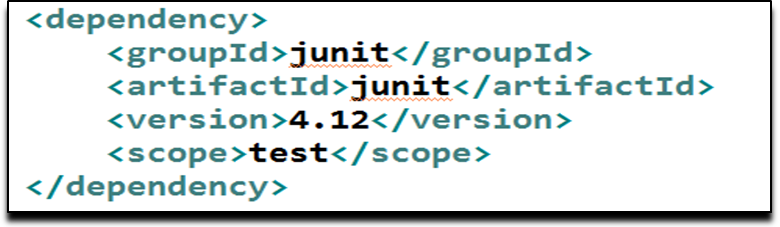 <dependency>
    <groupId>junit</groupId>
    <artifactId>junit</artifactId>
    <version>4.12</version>
    <scope>test</scope>
</dependency>